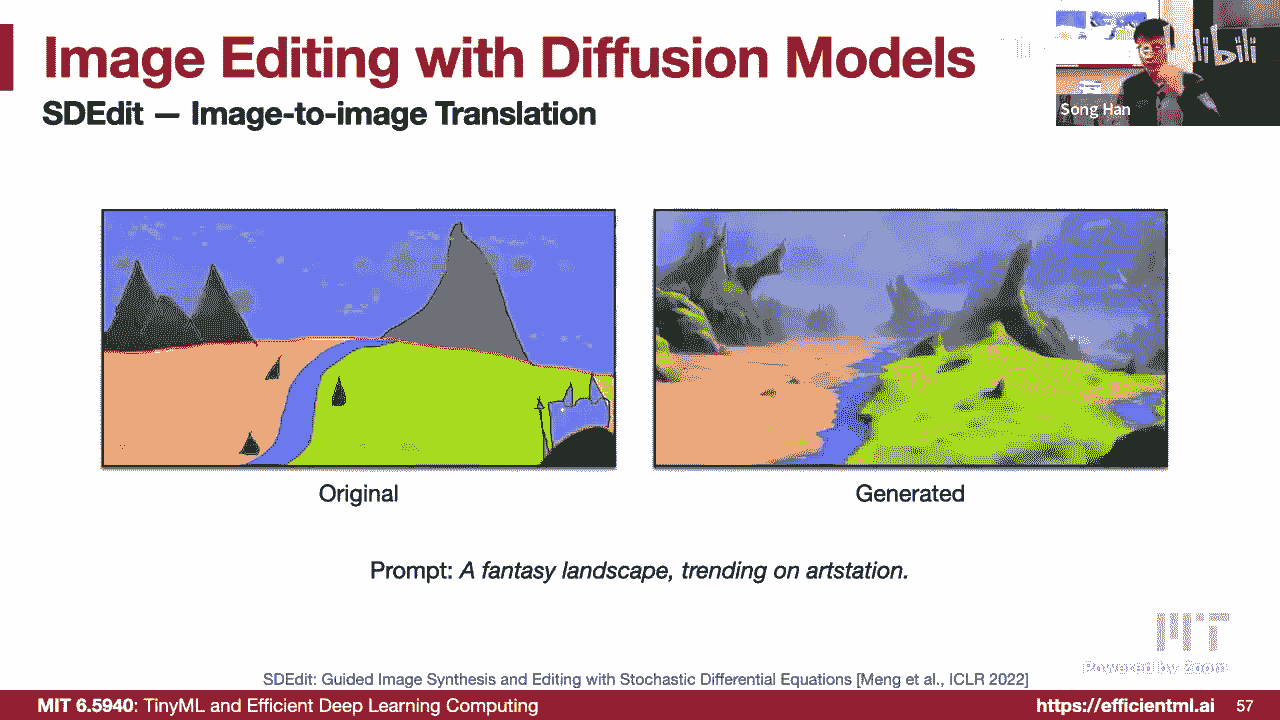 Image Editing with Diffusion Models
SDEdit — Image-to-image Translation
Song Han
Original
Generated
Prompt: A fantasy landscape, trending on artstation.
MIT
Powered by Zoom
SDEdit: Guided Image Synthesis and Editing with Stochastic Differential Equations [Meng et al., ICLR 2022]
MIT 6.5940: TinyML and Efficient Deep Learning Computing
https://efficientml.ai
57